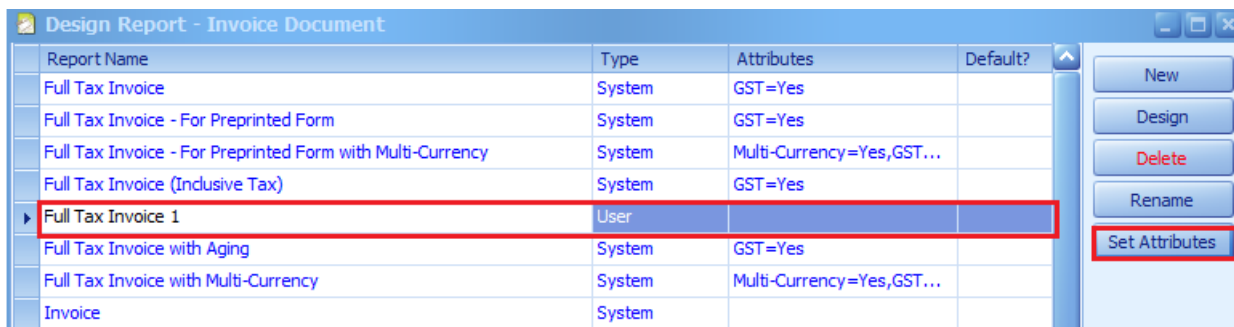 Design Report - Invoice Document
Report Name Type Attributes Default?
Full Tax Invoice System GST=Yes
Full Tax Invoice - For Preprinted Form System GST=Yes
Full Tax Invoice - For Preprinted Form with Multi-Currency System Multi-Currency=Yes,GST...
Full Tax Invoice (Inclusive Tax) System GST=Yes
Full Tax Invoice 1 User
Full Tax Invoice with Aging System GST=Yes
Full Tax Invoice with Multi-Currency System Multi-Currency=Yes,GST...
Invoice System
New
Design
Delete
Rename
Set Attributes